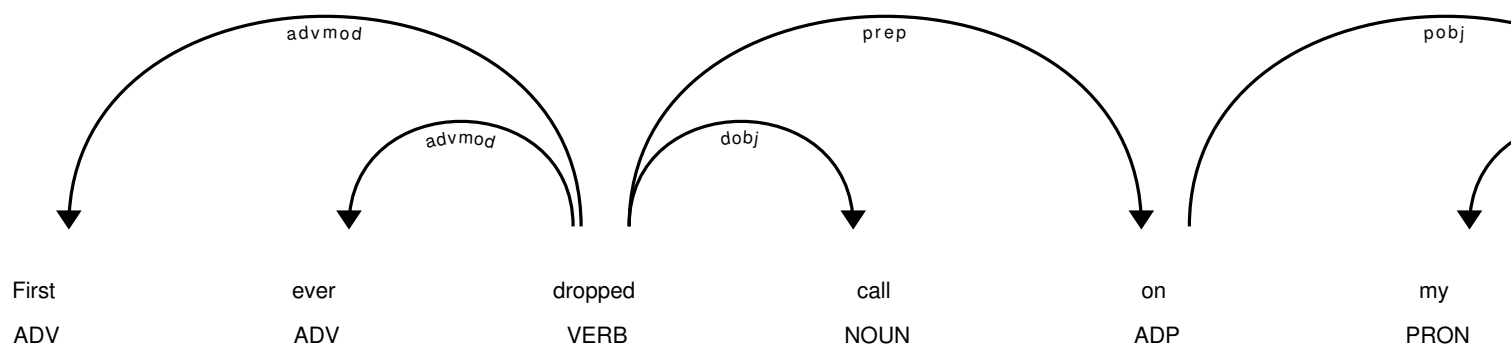 advmod prep pobj
advmod dobj
First ever dropped call on my
ADV ADV VERB NOUN ADP PRON